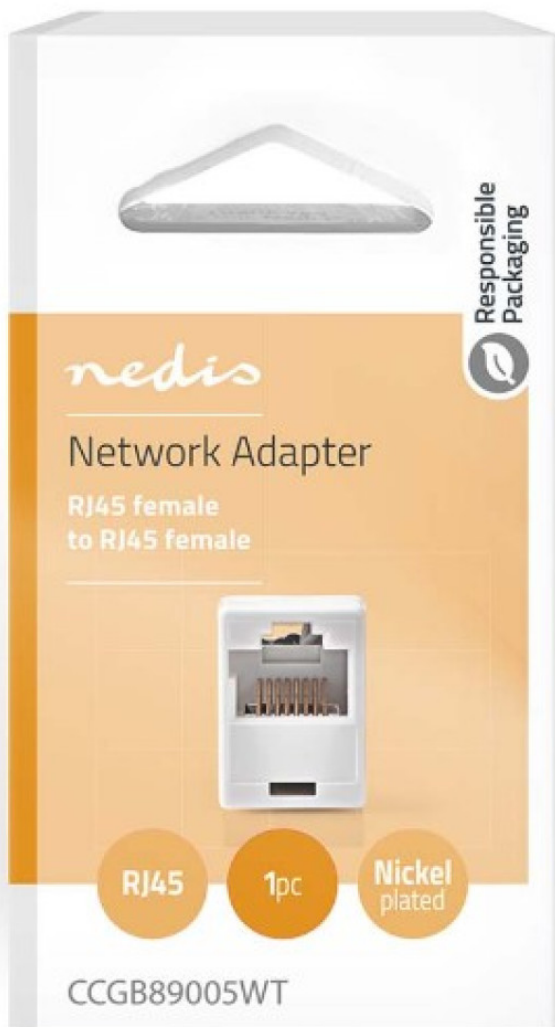 Responsible
Packaging
nedis
Network Adapter
RJ45 female
to RJ45 female
RJ45
1pc
Nickel
plated
CCGB89005WT